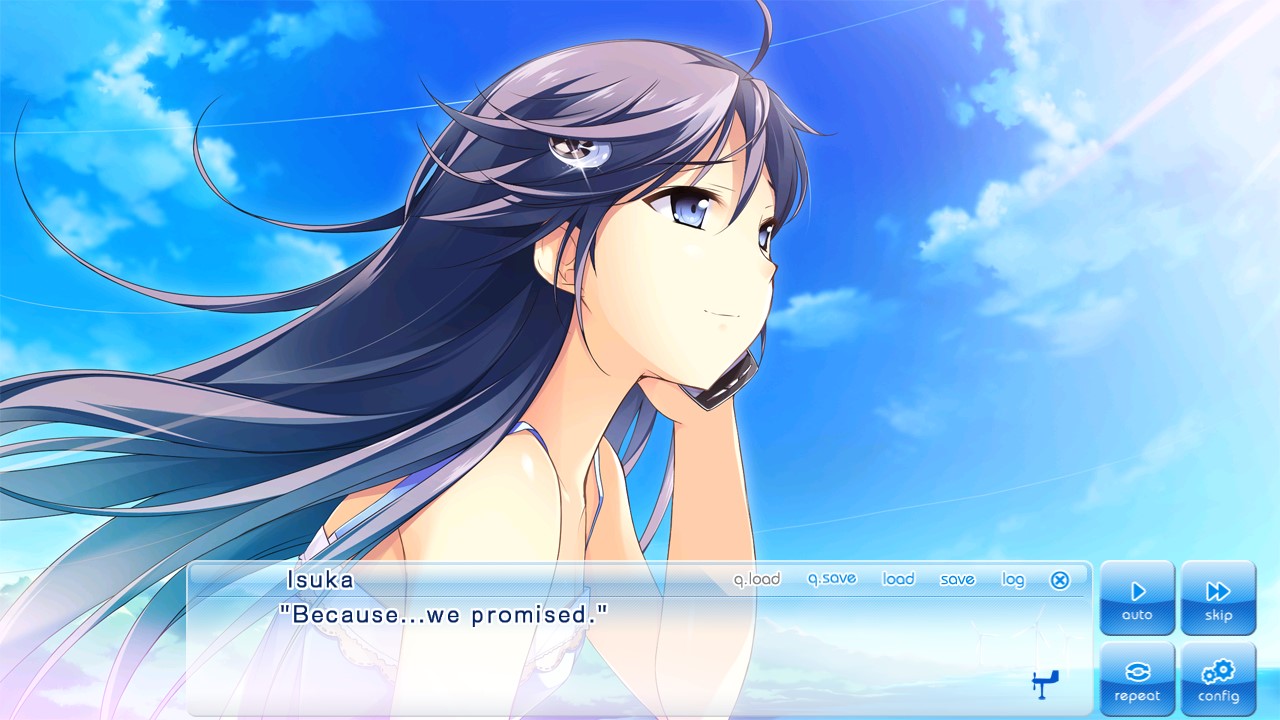 Isuka
q.load q.save load save log
"Because...we promised."
auto skip
repeat config